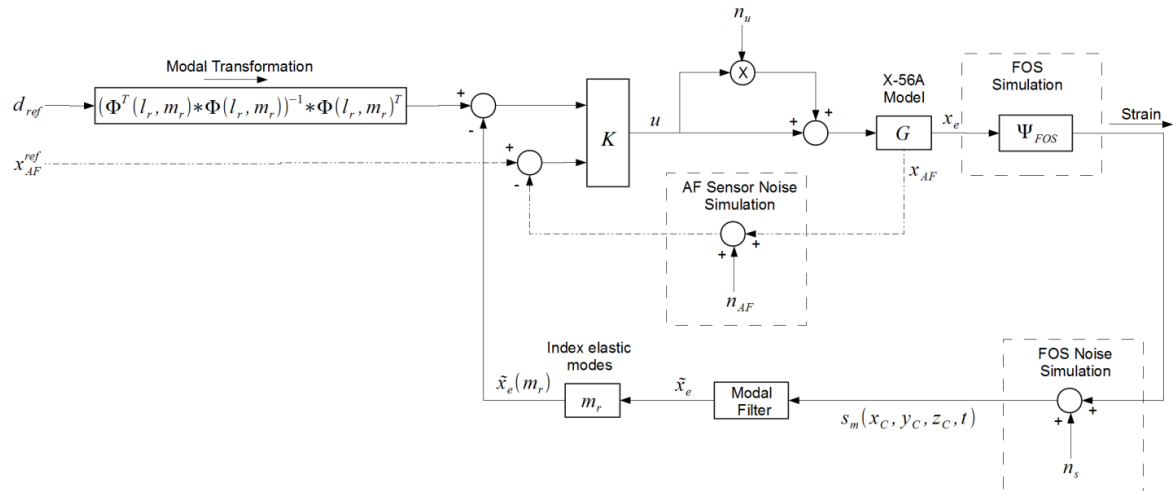 n_u
Modal Transformation
X-56A
Model
FOS
Simulation
d_ref
(Φ^T(l_r, m_r)*Φ(l_r, m_r))^{-1}*Φ(l_r, m_r)^T
+
-
K
u
X
+
+
G
x_e
Ψ_FOS
Strain
x_AF^ref
+
-
x_AF
AF Sensor Noise
Simulation
+
+
n_AF
Index elastic
modes
FOS Noise
Simulation
x̃_e(m_r)
m_r
x̃_e
Modal
Filter
s_m(x_C, y_C, z_C, t)
+
+
n_s